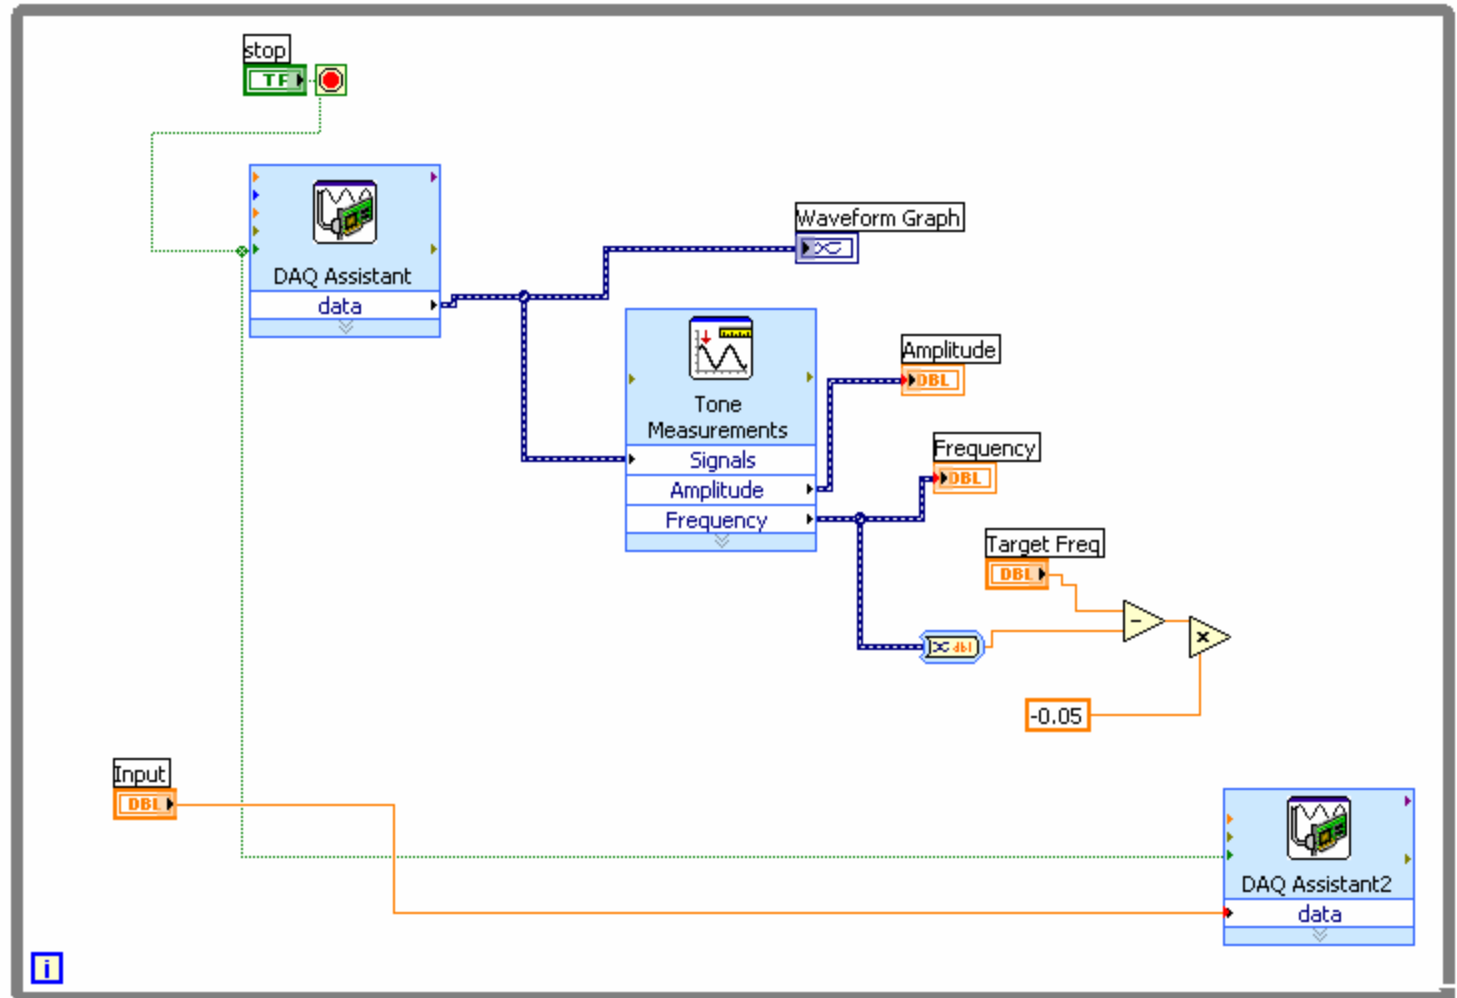 stop
TF
DAQ Assistant
data
Waveform Graph
Tone
Measurements
Signals
Amplitude
Frequency
Amplitude
DBL
Frequency
DBL
Target Freq
DBL
-
x
dbl
-0.05
Input
DBL
DAQ Assistant2
data
i